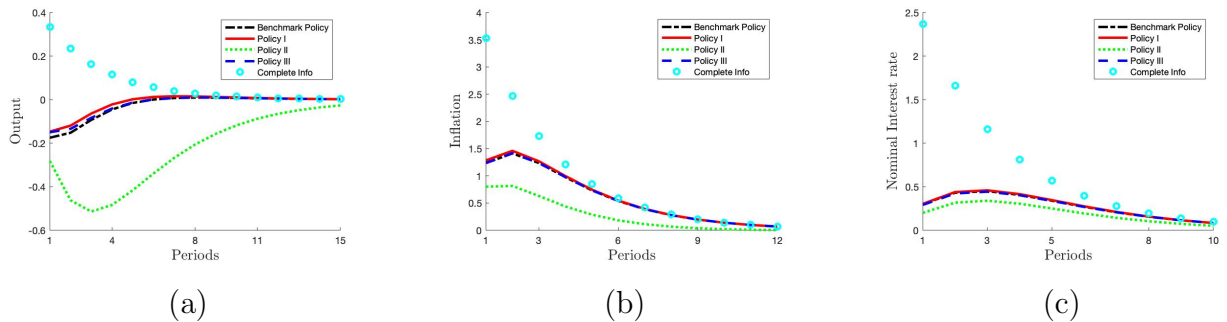 Output
0.4
0.2
0
-0.2
-0.4
-0.6
1
4
8
11
15
Periods
Benchmark Policy
Policy I
Policy II
Policy III
Complete Info
(a)
Inflation
4
3.5
3
2.5
2
1.5
1
0.5
0
1
3
6
9
12
Periods
Benchmark Policy
Policy I
Policy II
Policy III
Complete Info
(b)
Nominal Interest rate
2.5
2
1.5
1
0.5
0
1
3
5
8
10
Periods
Benchmark Policy
Policy I
Policy II
Policy III
Complete Info
(c)